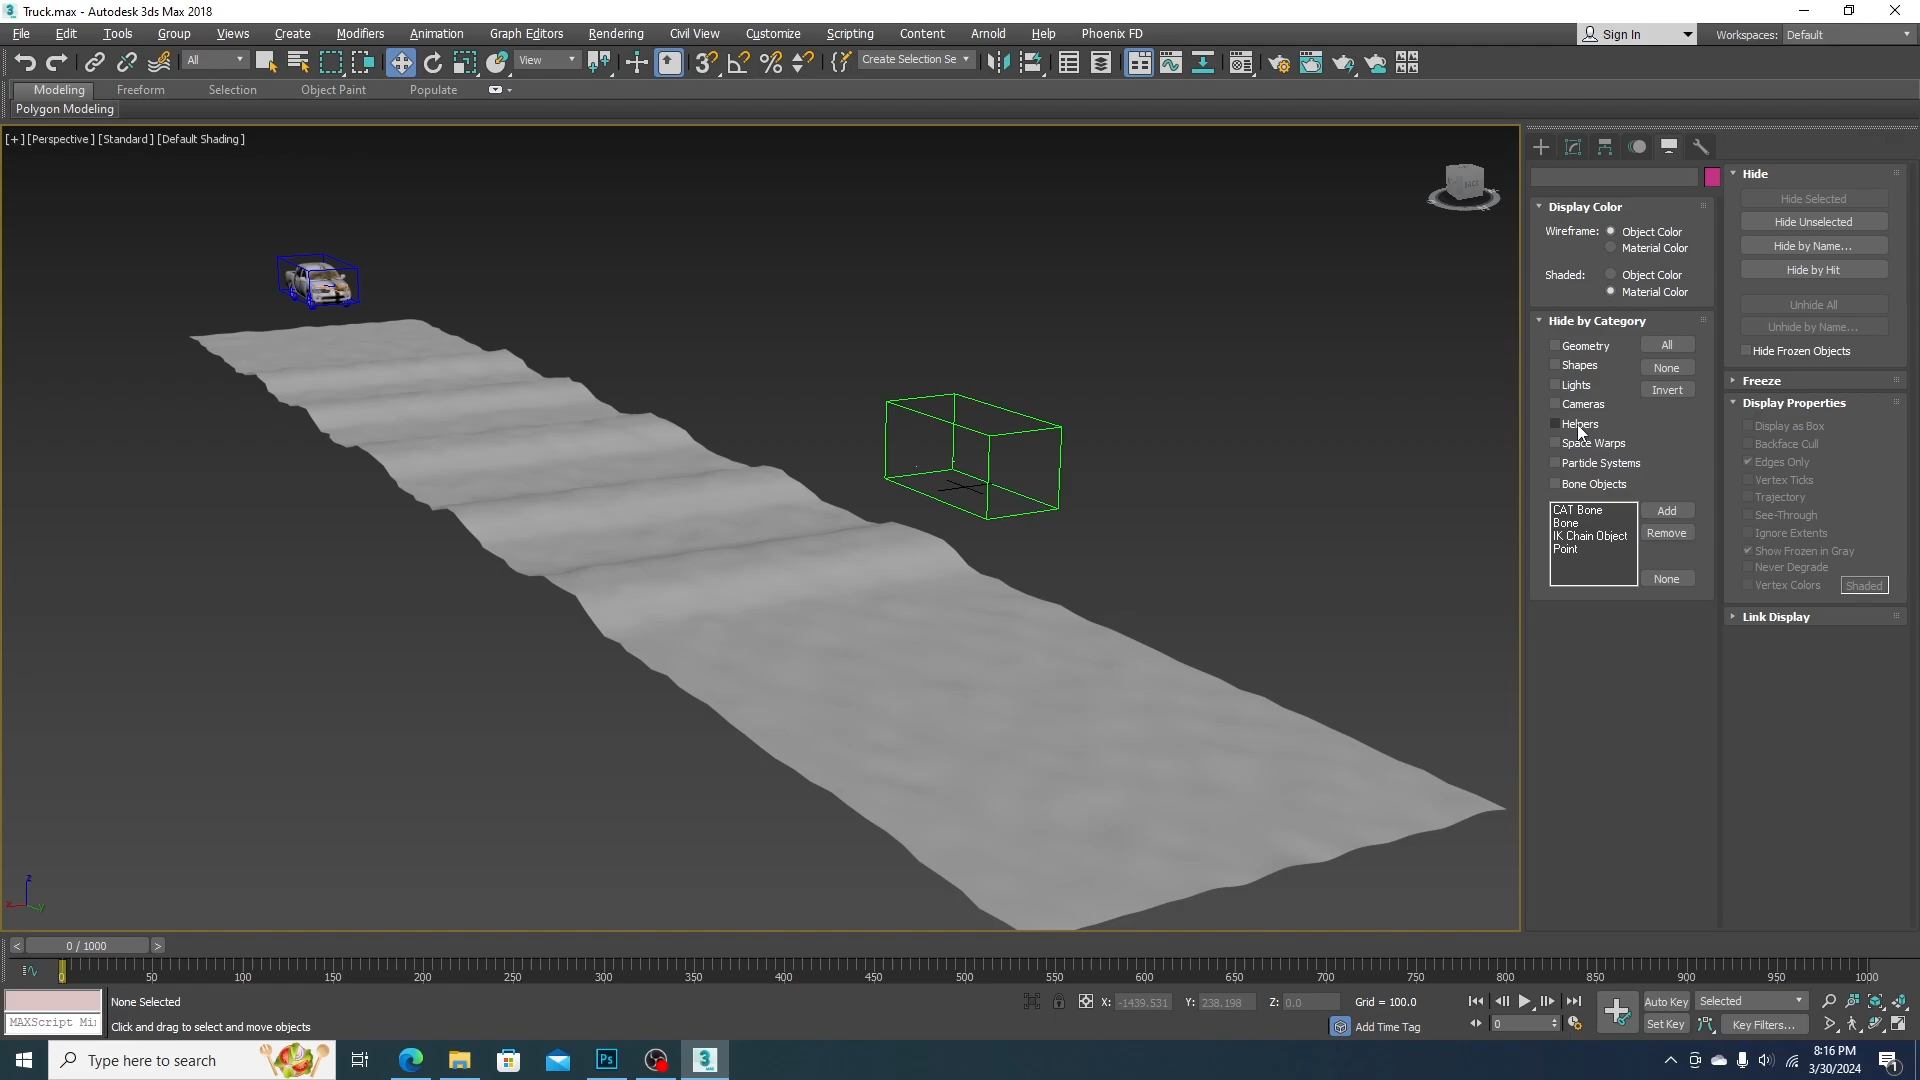 Truck.max - Autodesk 3ds Max 2018
File Edit Tools Group Views Create Modifiers Animation Graph Editors Rendering Civil View Customize Scripting Content Arnold Help Phoenix FD
Sign In Workspaces: Default
All View Create Selection Se
Modeling Freeform Selection Object Paint Populate
Polygon Modeling
[+] [Perspective] [Standard] [Default Shading]
Display Color
Wireframe: Object Color
Material Color
Shaded: Object Color
Material Color
Hide by Category
Geometry All
Shapes None
Lights Invert
Cameras
Helpers
Space Warps
Particle Systems
Bone Objects
CAT Bone Add
Bone
IK Chain Object Remove
Point
None
Hide
Hide Selected
Hide Unselected
Hide by Name...
Hide by Hit
Unhide All
Unhide by Name...
Hide Frozen Objects
Freeze
Display Properties
Display as Box
Backface Cull
Edges Only
Vertex Ticks
Trajectory
See-Through
Ignore Extents
Show Frozen in Gray
Never Degrade
Vertex Colors Shaded
Link Display
z
x
y
< 0 / 1000 >
0 50 100 150 200 250 300 350 400 450 500 550 600 650 700 750 800 850 900 950 1000
None Selected X: -1439.531 Y: 238.198 Z: 0.0 Grid = 100.0 Auto Key Selected
MAXScript Mi Click and drag to select and move objects Add Time Tag 0 Set Key Key Filters...
Type here to search Ps 3 8:16 PM
3/30/2024
1